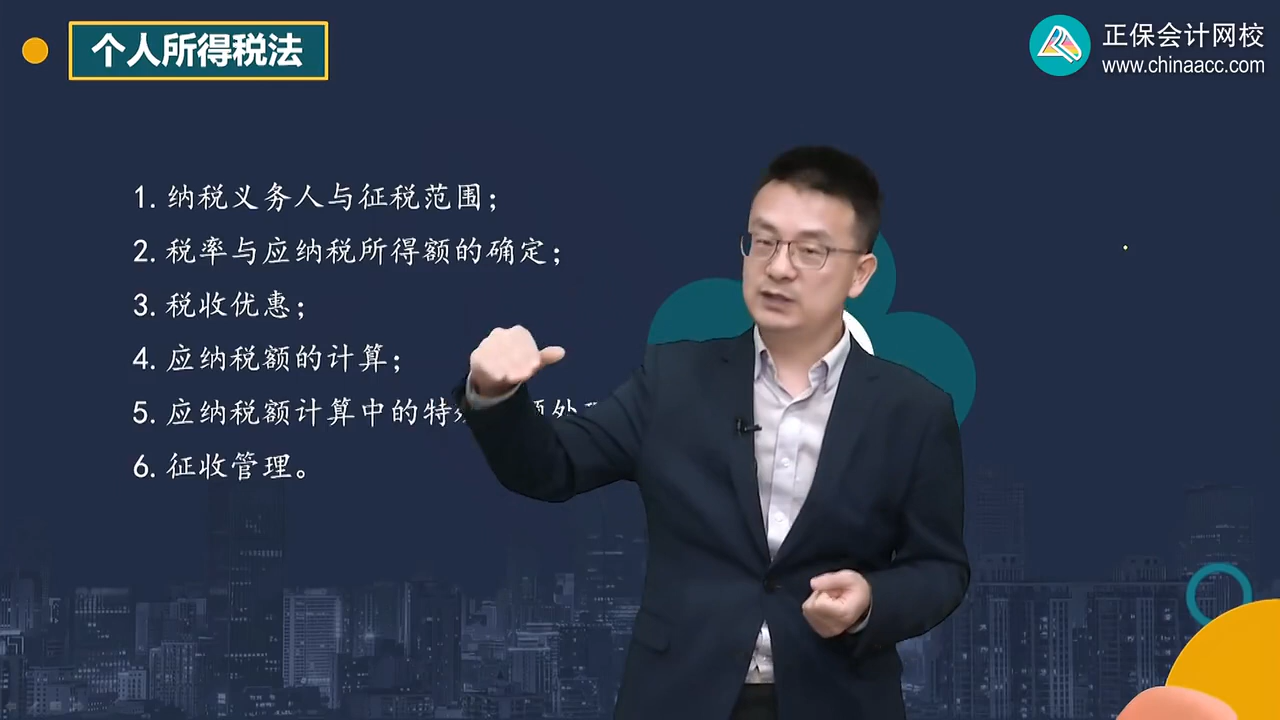 个人所得税法
正保会计网校
www.chinaacc.com
1. 纳税义务人与征税范围；
2. 税率与应纳税所得额的确定；
3. 税收优惠；
4. 应纳税额的计算；
5. 应纳税额计算中的特
6. 征收管理。